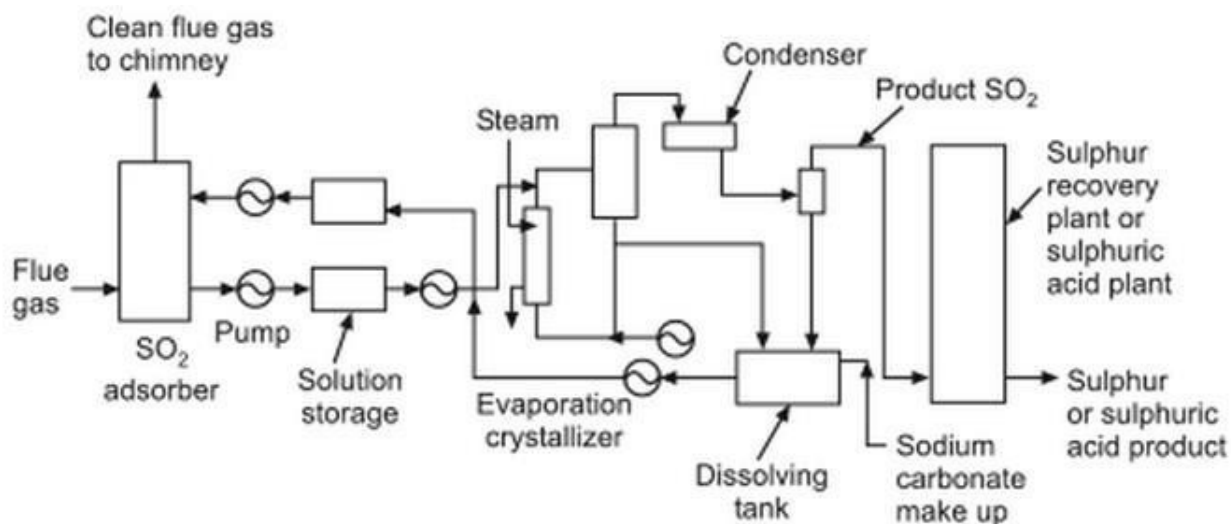 Clean flue gas
to chimney
Condenser
Product SO₂
Steam
Sulphur
recovery
plant or
sulphuric
acid plant
Flue
gas
Pump
SO₂
adsorber
Solution
storage
Evaporation
crystallizer
Dissolving
tank
Sodium
carbonate
make up
Sulphur
or sulphuric
acid product